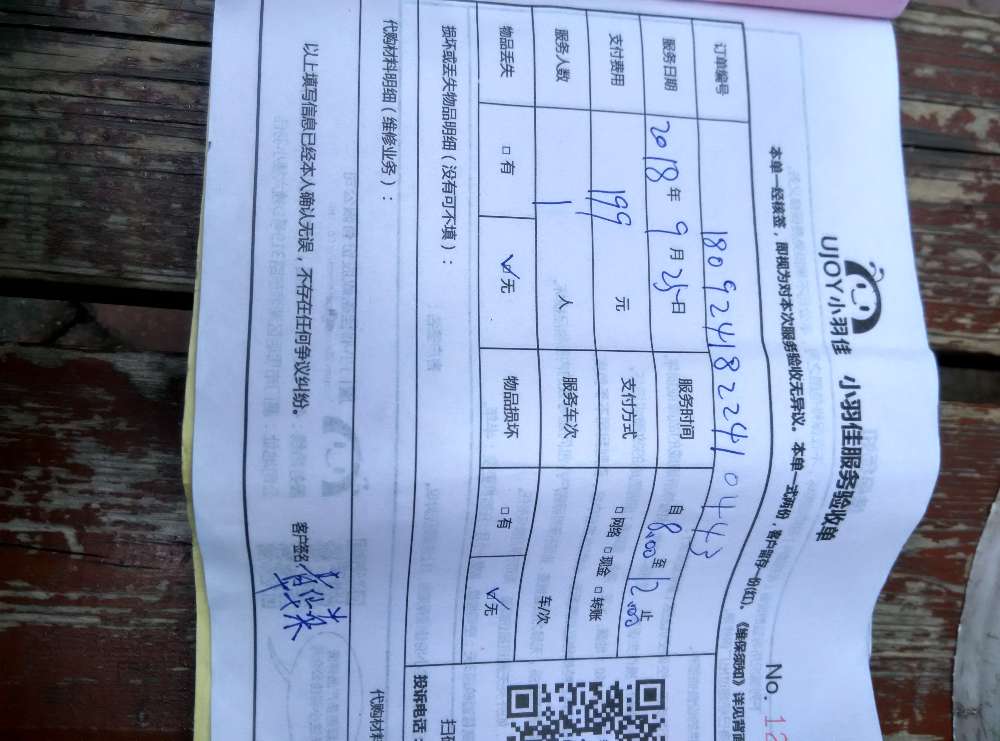 UJOY小羽佳 小羽佳服务验收单
No. 12
本单一经核签，即视为对本次服务验收无异议。本单一式两份，客户留存一份(红)。《维保须知》详见背面
订单编号 1809241822410443
服务日期 2018年9月25日 服务时间 自8:00至12:00止
支付费用 199元 支付方式 □网络 □现金 □转账
服务人数 1人 服务车次 车/次
物品丢失 □有 ☑无 物品损坏 □有 ☑无
损坏或丢失物品明细（没有可不填）：
扫
投诉电话：
代购材料明细（维修业务）：
代购材料
以上填写信息已经本人确认无误，不存在任何争议纠纷。 客户签名